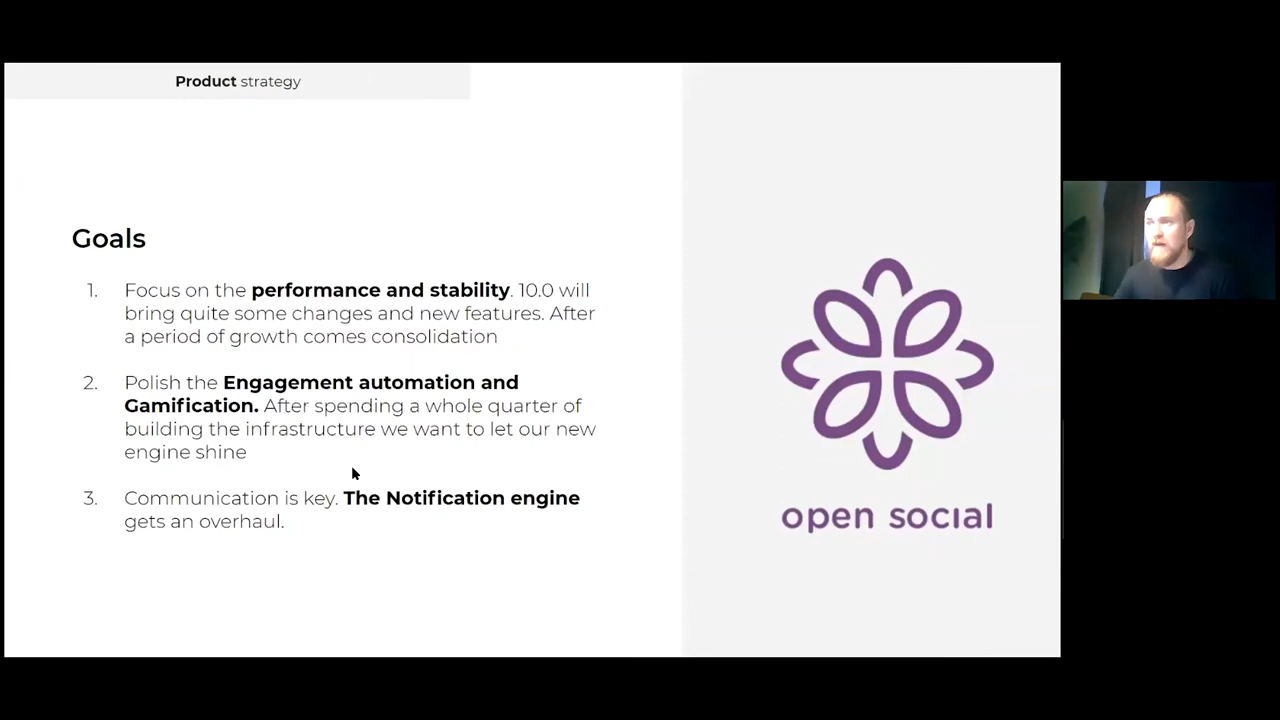 Product strategy
Goals
1. Focus on the performance and stability. 10.0 will
bring quite some changes and new features. After
a period of growth comes consolidation
2. Polish the Engagement automation and
Gamification. After spending a whole quarter of
building the infrastructure we want to let our new
engine shine
3. Communication is key. The Notification engine
gets an overhaul.
open social